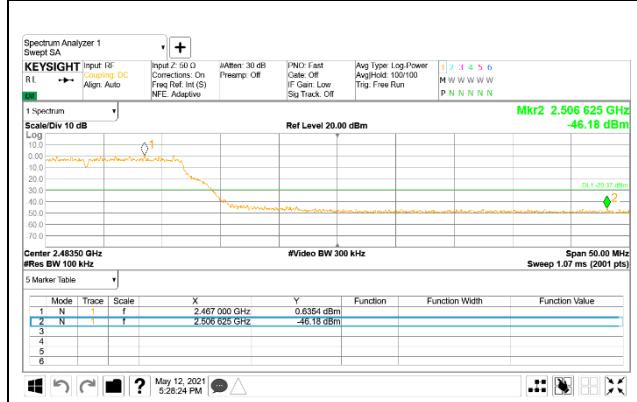 Spectrum Analyzer 1
Swept SA
KEYSIGHT
RL
Input: RF
Coupling: DC
Align: Auto
Input Z: 50 Ω
Corrections: On
Freq Ref: Int (S)
NFE: Adaptive
#Atten: 30 dB
Preamp: Off
PNO: Fast
Gate: Off
IF Gain: Low
Sig Track: Off
Avg Type: Log-Power
Avg|Hold: 100/100
Trig: Free Run
1 2 3 4 5 6
M W W W W W
P N N N N N
1 Spectrum
Mkr2 2.506 625 GHz
Scale/Div 10 dB
Ref Level 20.00 dBm
-46.18 dBm
Log
10.0
0.00
10.0
20.0
30.0
40.0
50.0
60.0
70.0
1
2
DL1 -29.37 dBm
Center 2.48350 GHz
#Video BW 300 kHz
Span 50.00 MHz
#Res BW 100 kHz
Sweep 1.07 ms (2001 pts)
5 Marker Table
Mode Trace Scale X Y Function Function Width Function Value
1 N 1 f 2.467 000 GHz 0.6354 dBm
2 N 1 f 2.506 625 GHz -46.18 dBm
3
4
5
6
May 12, 2021
5:28:24 PM